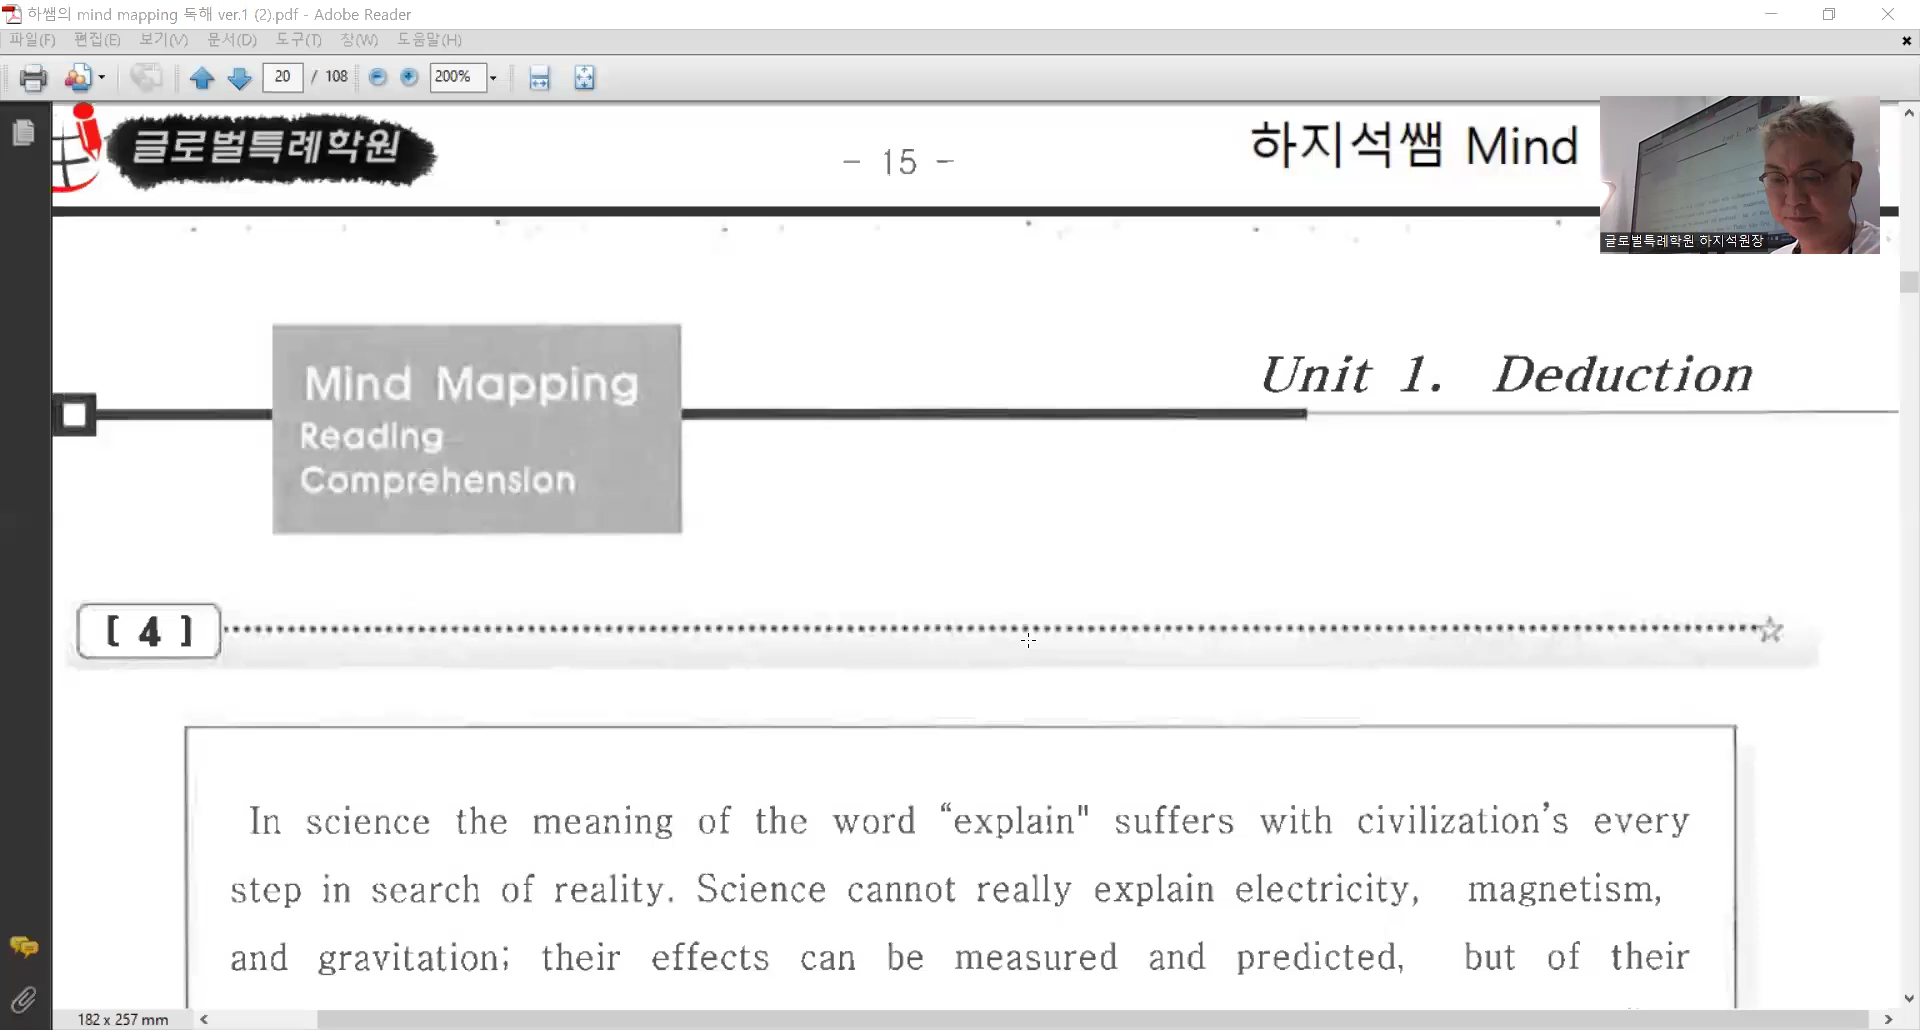 하쌤의 mind mapping 독해 ver.1 (2).pdf - Adobe Reader
파일(F) 편집(E) 보기(V) 문서(D) 도구(T) 창(W) 도움말(H)
20 / 108 200%
글로벌특례학원
- 15 -
하지석쌤 Mind
글로벌특례학원 하지석원장
Mind Mapping
Reading
Comprehension
Unit 1. Deduction
[ 4 ]
In science the meaning of the word “explain" suffers with civilization’s every
step in search of reality. Science cannot really explain electricity, magnetism,
and gravitation; their effects can be measured and predicted, but of their
182 x 257 mm